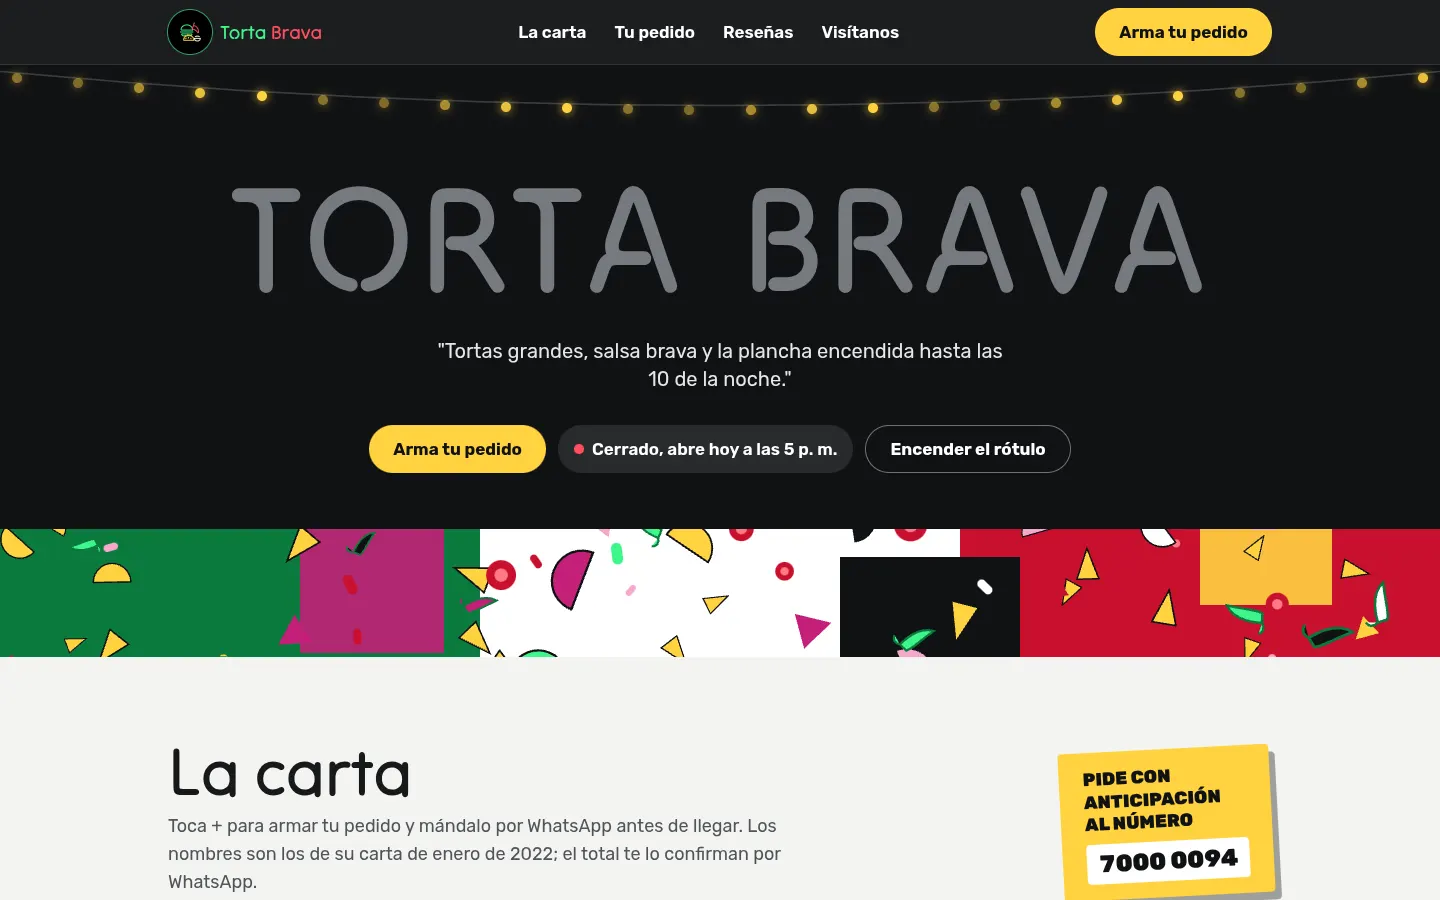 Torta Brava
La carta
Tu pedido
Reseñas
Visítanos
Arma tu pedido
TORTA BRAVA
"Tortas grandes, salsa brava y la plancha encendida hasta las
10 de la noche."
Arma tu pedido
Cerrado, abre hoy a las 5 p. m.
Encender el rótulo
La carta
Toca + para armar tu pedido y mándalo por WhatsApp antes de llegar. Los
nombres son los de su carta de enero de 2022; el total te lo confirman por
WhatsApp.
PIDE CON
ANTICIPACIÓN
AL NÚMERO
7000 0094